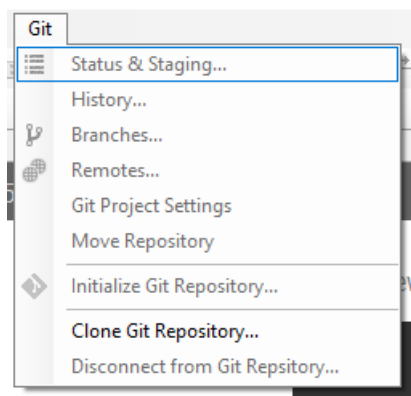 Git
Status & Staging...
History...
Branches...
Remotes...
Git Project Settings
Move Repository
Initialize Git Repository...
Clone Git Repository...
Disconnect from Git Repsitory...